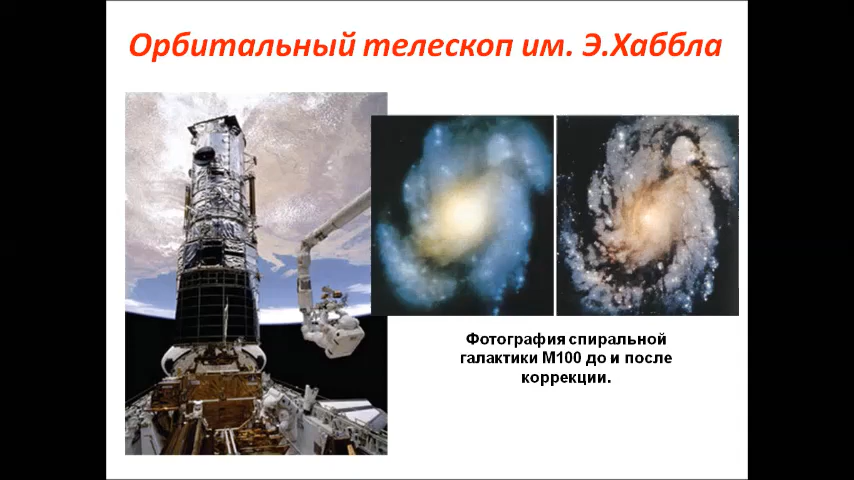 Орбитальный телескоп им. Э.Хаббла
Фотография спиральной
галактики М100 до и после
коррекции.